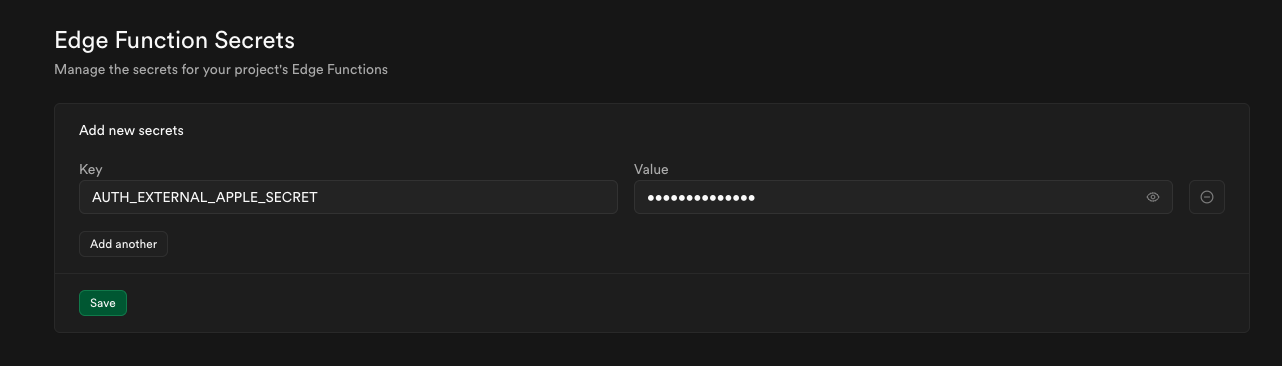 Edge Function Secrets
Manage the secrets for your project's Edge Functions
Add new secrets
Key
Value
AUTH_EXTERNAL_APPLE_SECRET
••••••••••••••
Add another
Save